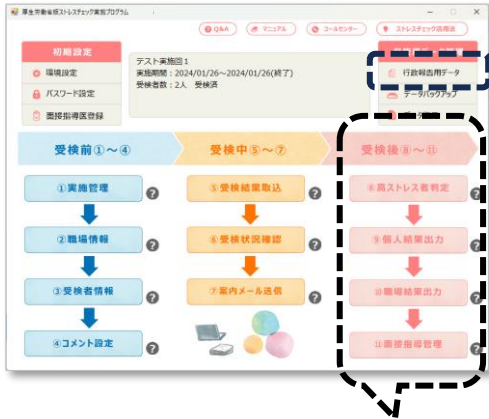 厚生労働省版ストレスチェック実施プログラム
Q&A
マニュアル
コールセンター
ストレスチェック活用法
初期設定
環境設定
パスワード設定
面接指導医登録
テスト実施回1
実施期間：2024/01/26～2024/01/26(終了)
受検者数：2人 受検済
行政報告用データ
データバックアップ
受検前①～④
受検中⑤～⑦
受検後⑧～⑪
①実施管理
②職場情報
③受検者情報
④コメント設定
⑤受検結果取込
⑥受検状況確認
⑦案内メール送信
⑧高ストレス者判定
⑨個人結果出力
⑩職場結果出力
⑪面接指導管理